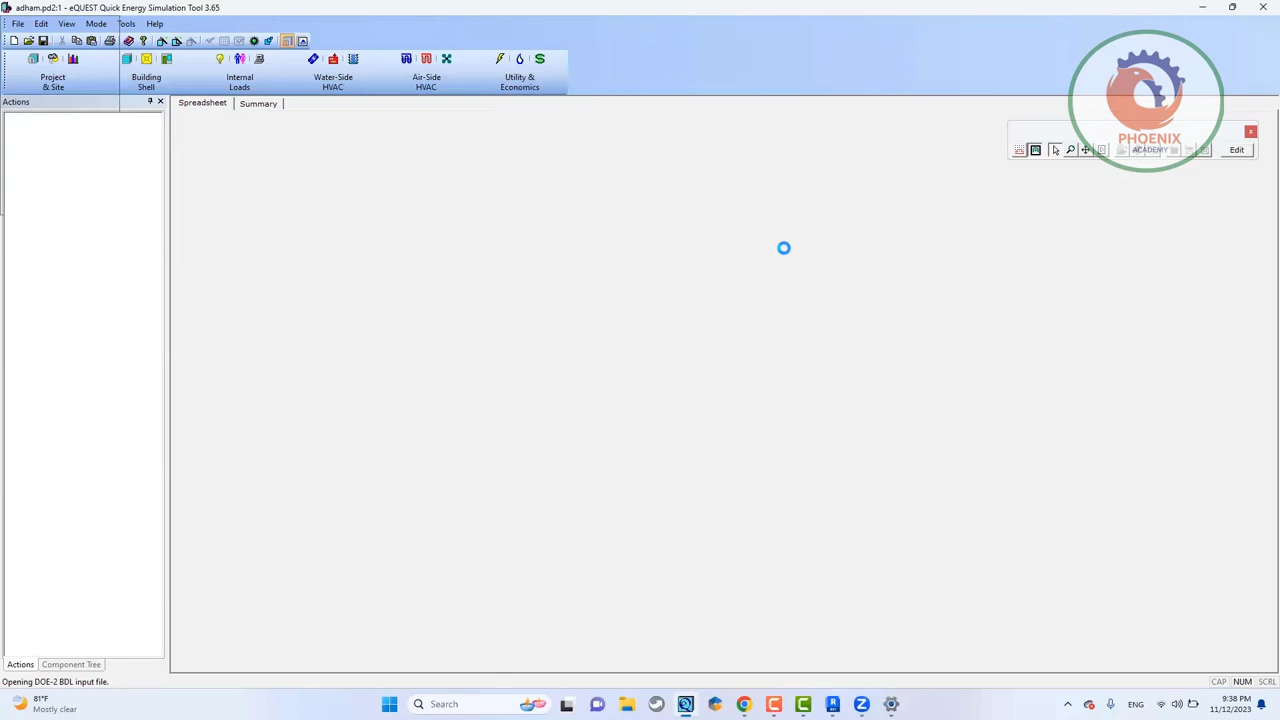 adham.pd2:1 - eQUEST Quick Energy Simulation Tool 3.65
File Edit View Mode Tools Help
Project & Site
Building Shell
Internal Loads
Water-Side HVAC
Air-Side HVAC
Utility & Economics
Actions
Spreadsheet Summary
PHOENIX
ACADEMY
Edit
Actions Component Tree
Opening DOE-2 BDL input file.
CAP NUM SCRL
81°F
Mostly clear
Search
ENG
9:38 PM
11/12/2023